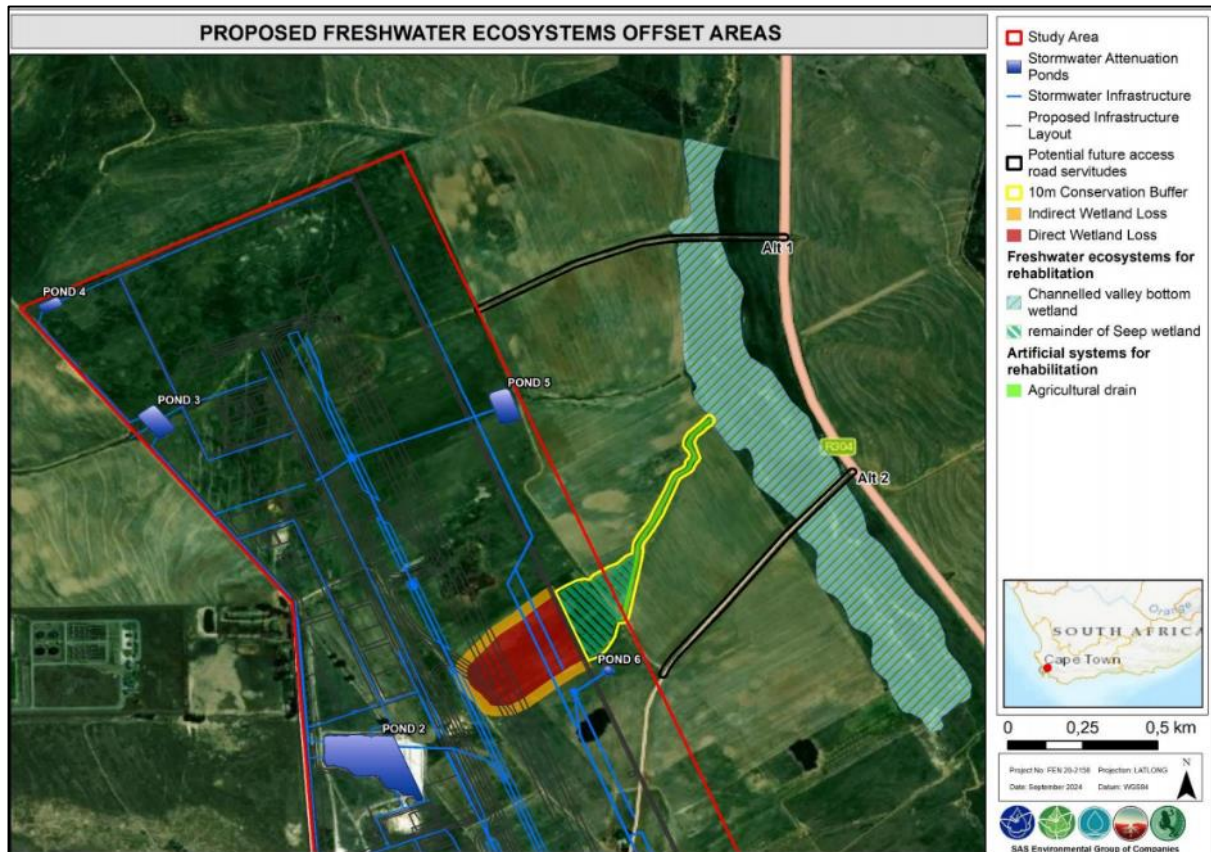 PROPOSED FRESHWATER ECOSYSTEMS OFFSET AREAS
POND 4
POND 3
POND 5
Alt 1
R304
Alt 2
POND 6
POND 2
Study Area
Stormwater Attenuation
Ponds
Stormwater Infrastructure
Proposed Infrastructure
Layout
Potential future access
road servitudes
10m Conservation Buffer
Indirect Wetland Loss
Direct Wetland Loss
Freshwater ecosystems for
rehablitation
Channelled valley bottom
wetland
remainder of Seep wetland
Artificial systems for
rehabilitation
Agricultural drain
Orange
SOUTH AFRICA
Cape Town
0 0,25 0,5 km
Project No: FEN 20-2158 Projection: LATLONG
Date: September 2024 Datum: WGS84
N
SAS Environmental Group of Companies